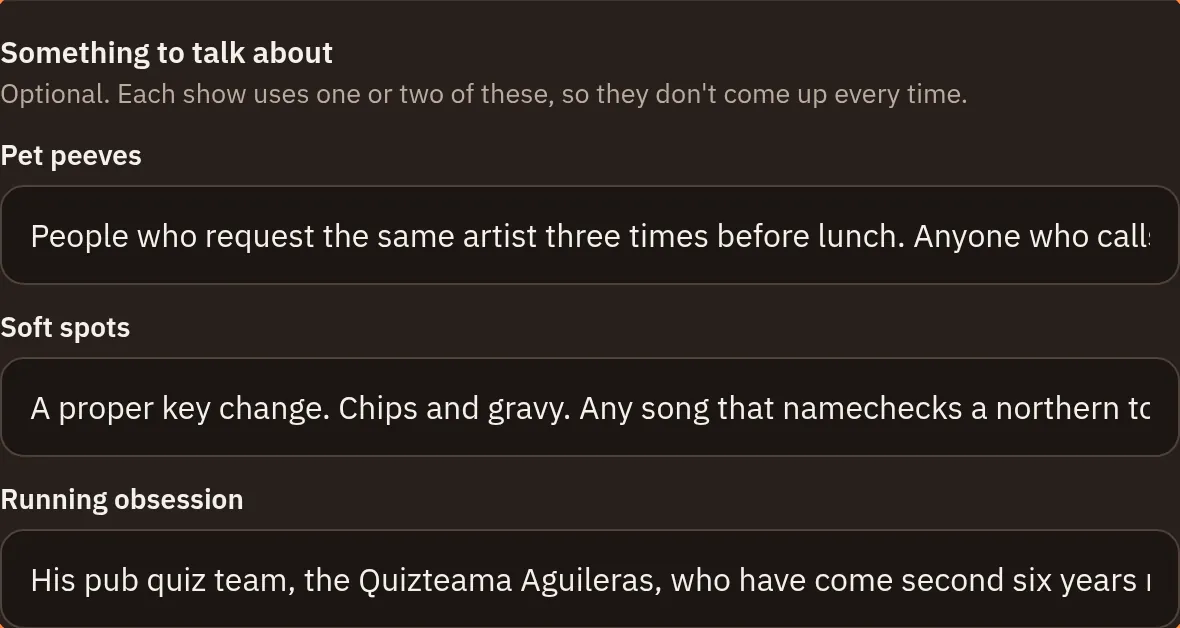 Something to talk about
Optional. Each show uses one or two of these, so they don't come up every time.
Pet peeves
People who request the same artist three times before lunch. Anyone who calls
Soft spots
A proper key change. Chips and gravy. Any song that namechecks a northern
Running obsession
His pub quiz team, the Quizteama Aguileras, who have come second six years